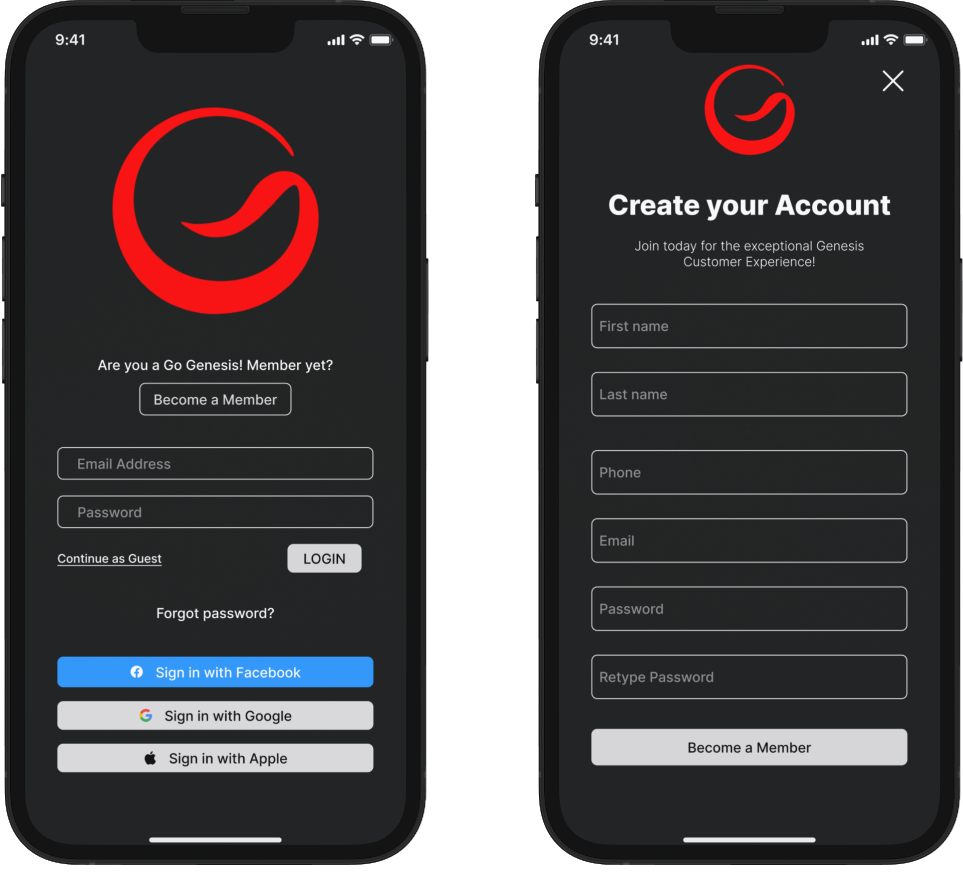 9:41
Are you a Go Genesis! Member yet?
Become a Member
Email Address
Password
Continue as Guest
LOGIN
Forgot password?
Sign in with Facebook
Sign in with Google
Sign in with Apple
9:41
Create your Account
Join today for the exceptional Genesis
Customer Experience!
First name
Last name
Phone
Email
Password
Retype Password
Become a Member